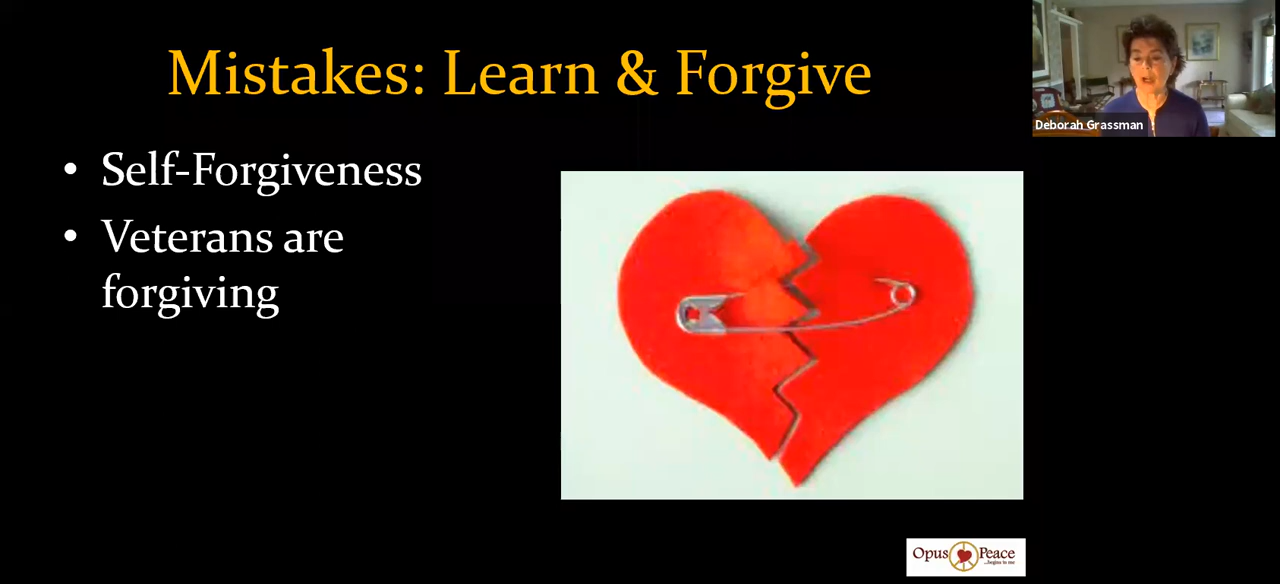 Mistakes: Learn & Forgive
Deborah Grassman
• Self-Forgiveness
• Veterans are
forgiving
Opus Peace
...begins in me